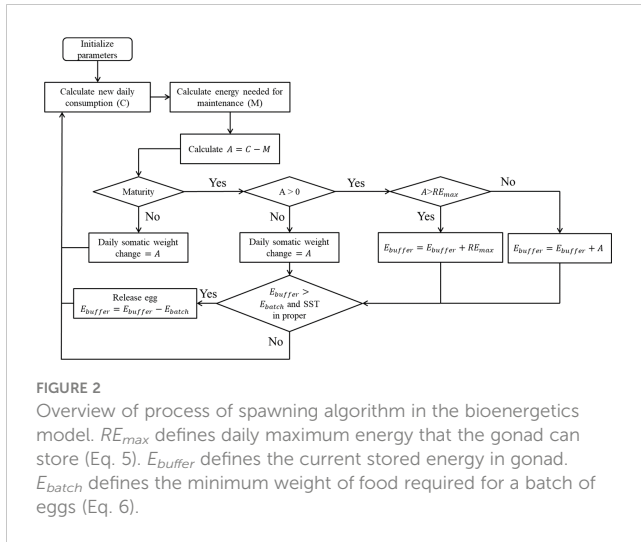 Initialize
parameters
Calculate new daily
consumption (C)
Calculate energy needed for
maintenance (M)
Calculate A = C − M
Maturity
Yes
A > 0
Yes
A>RE_max
No
No
No
Yes
Daily somatic weight
change = A
Daily somatic weight
change = A
E_buffer = E_buffer + RE_max
E_buffer = E_buffer + A
Release egg
E_buffer = E_buffer − E_batch
Yes
E_buffer >
E_batch and SST
in proper
No
FIGURE 2
Overview of process of spawning algorithm in the bioenergetics
model. RE_max defines daily maximum energy that the gonad can
store (Eq. 5). E_buffer defines the current stored energy in gonad.
E_batch defines the minimum weight of food required for a batch of
eggs (Eq. 6).